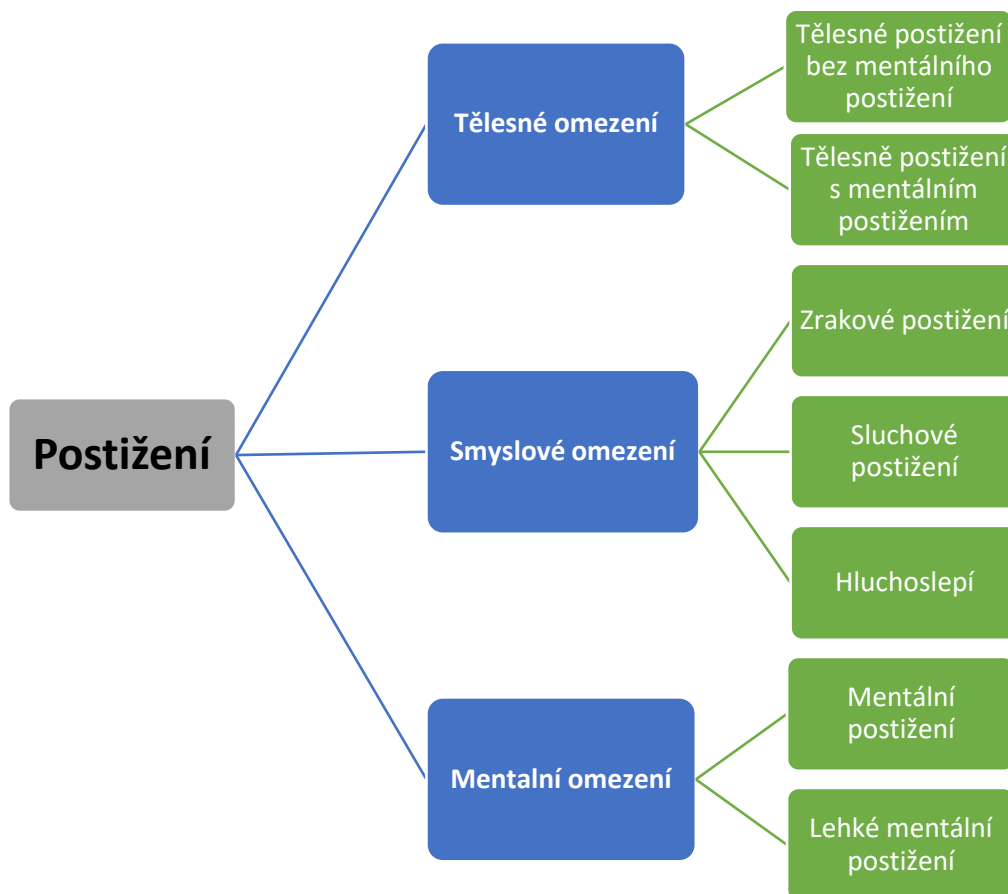 Tělesné postižení
bez mentálního
postižení
Tělesné omezení
Tělesně postižení
s mentálním
postižením
Zrakové postižení
Postižení
Smyslové omezení
Sluchové
postižení
Hluchoslepí
Mentální
postižení
Mentalní omezení
Lehké mentální
postižení